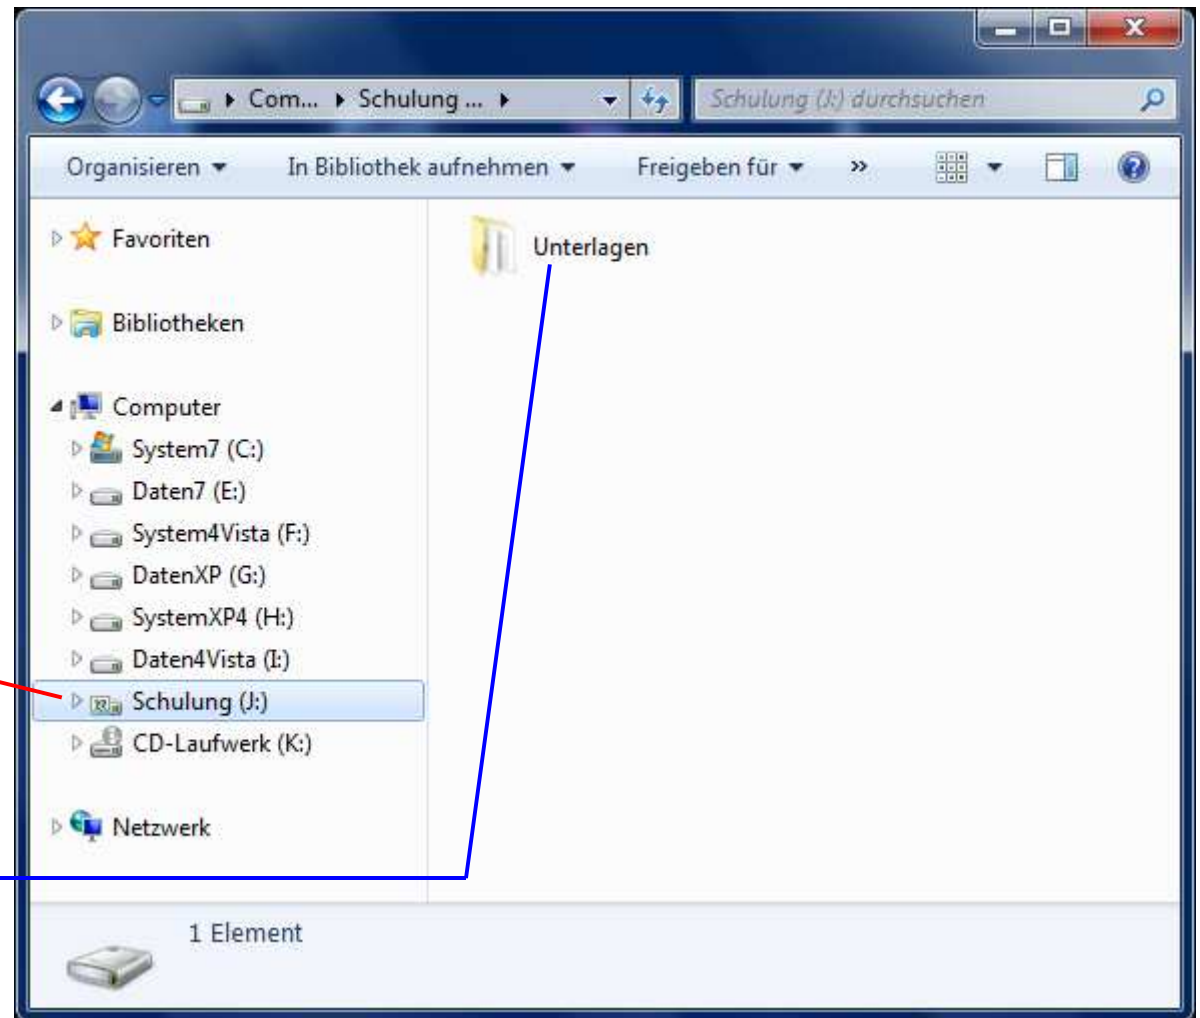 Com... Schulung ...
Schulung (J:) durchsuchen
Organisieren In Bibliothek aufnehmen Freigeben für »
Favoriten
Unterlagen
Bibliotheken
Computer
System7 (C:)
Daten7 (E:)
System4Vista (F:)
DatenXP (G:)
SystemXP4 (H:)
Daten4Vista (I:)
Schulung (J:)
CD-Laufwerk (K:)
Netzwerk
1 Element